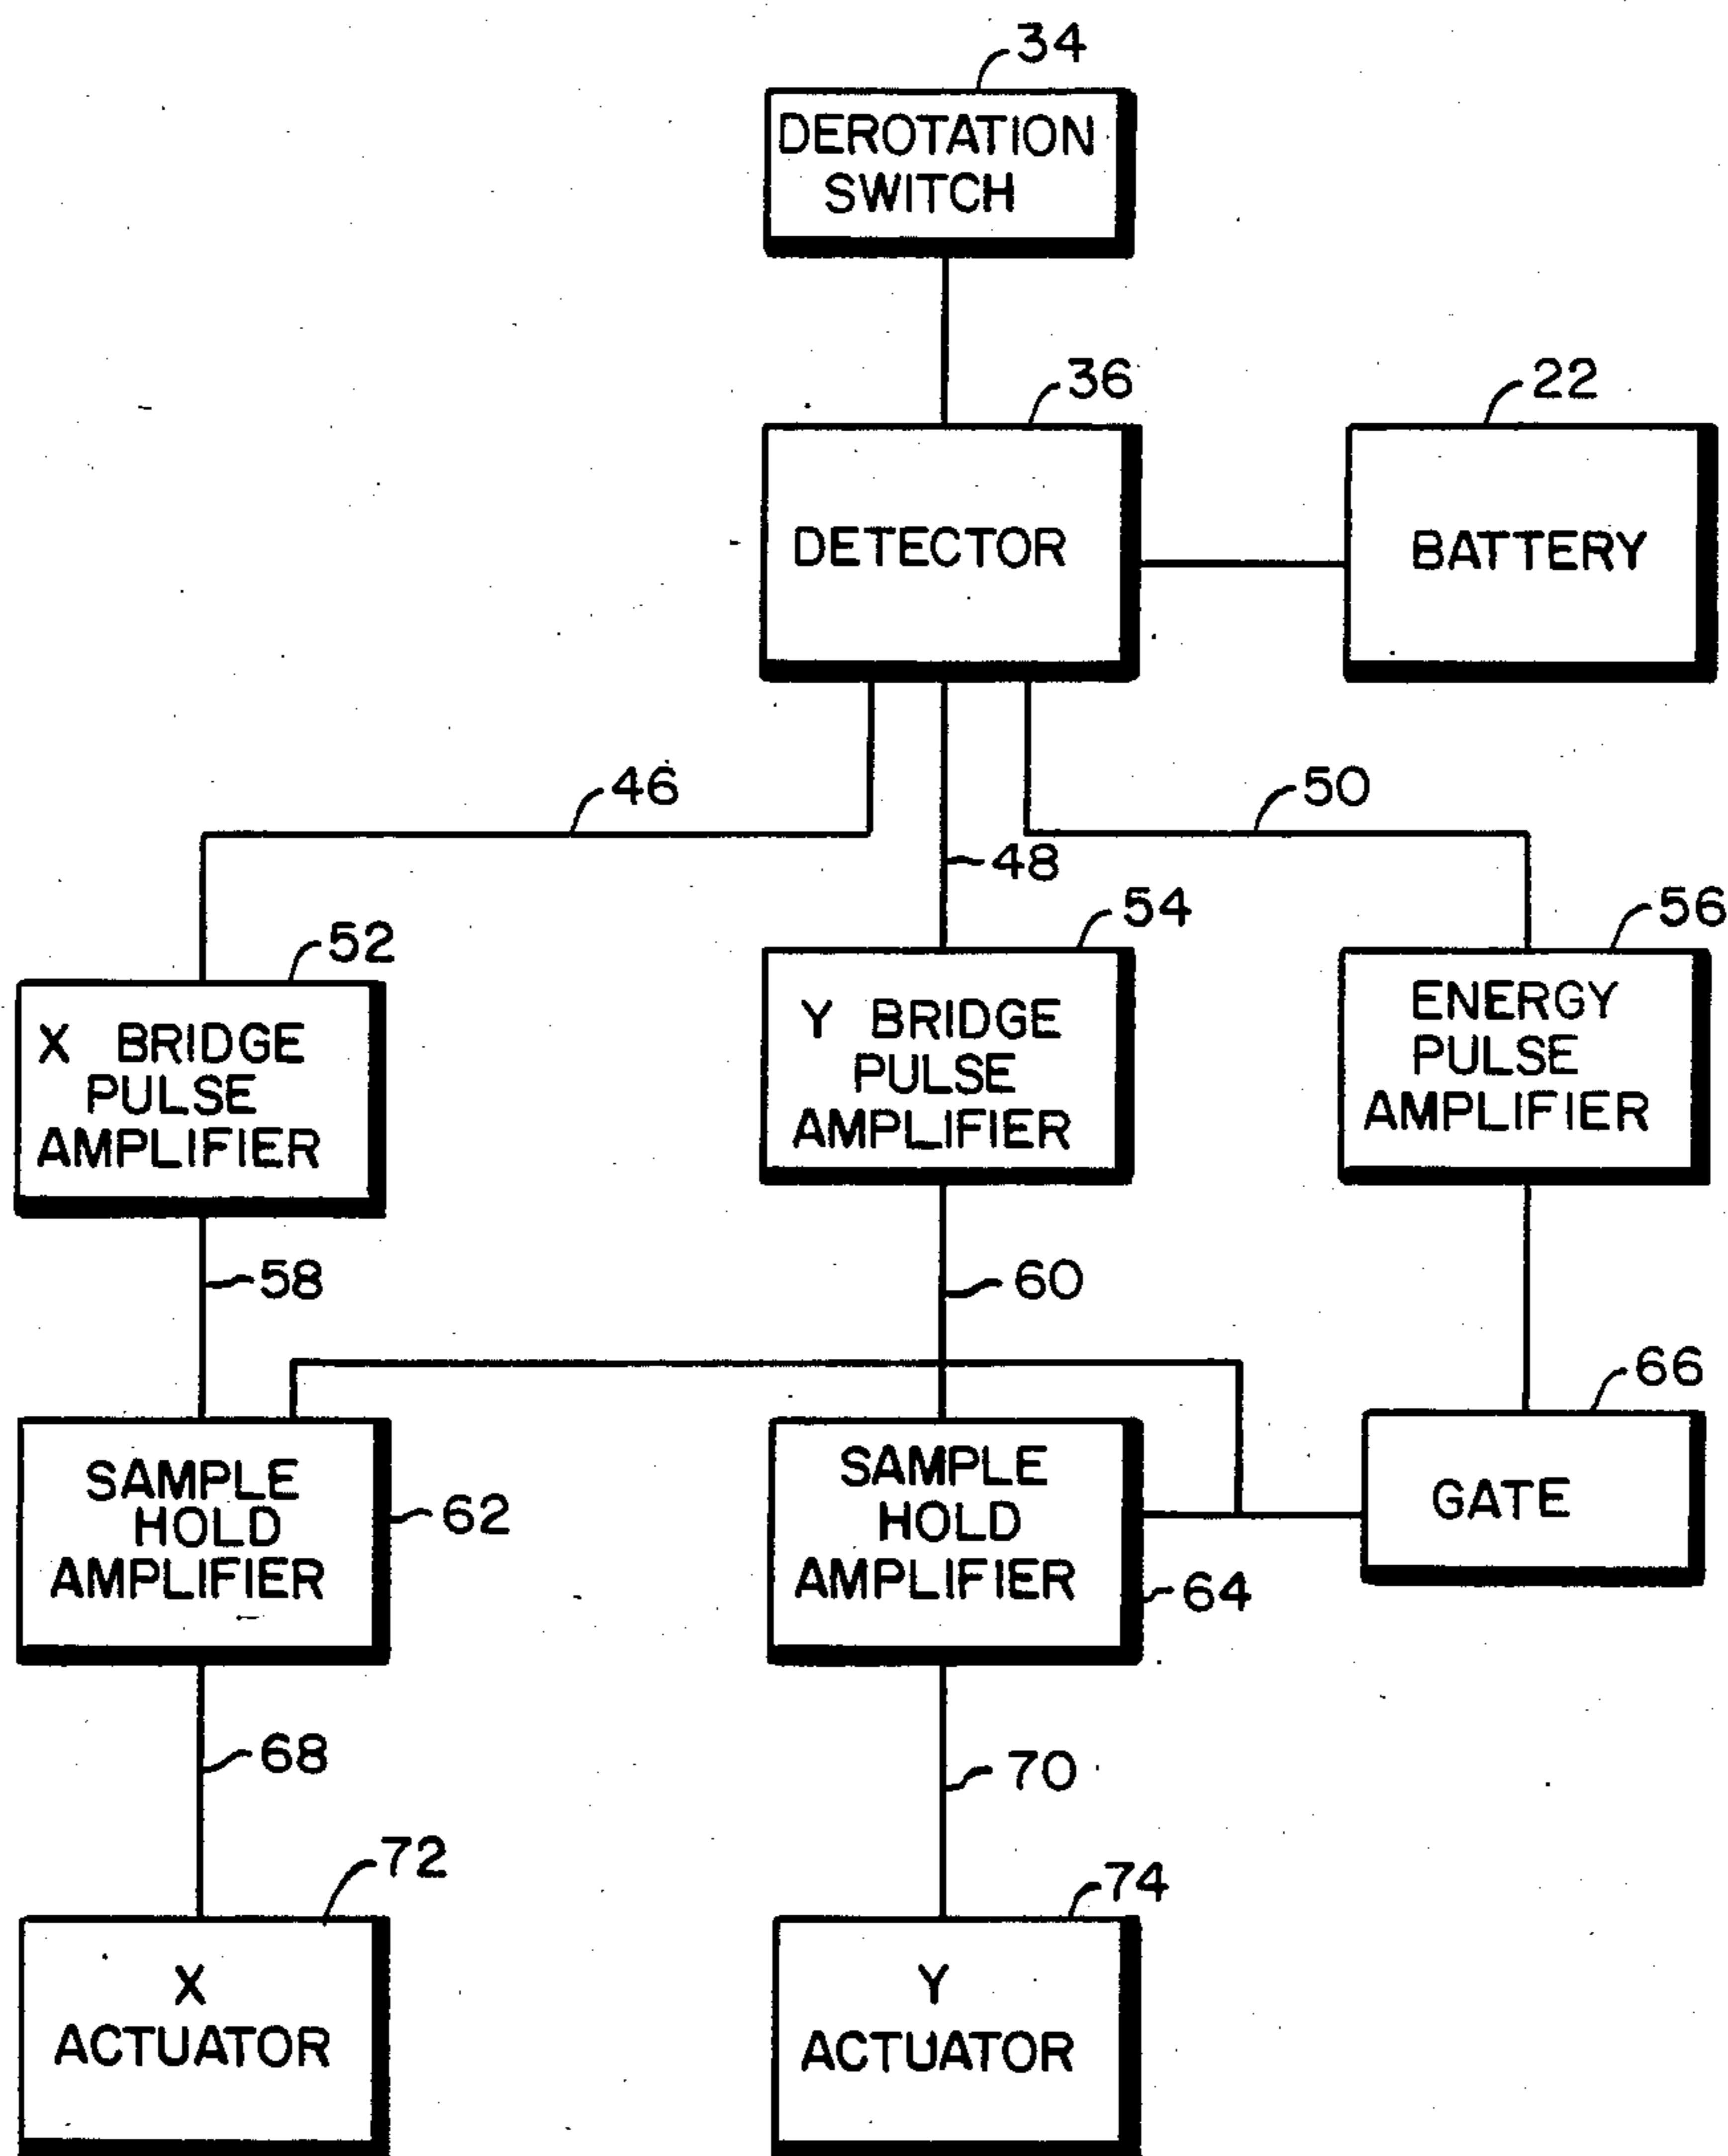 34
DEROTATION
SWITCH
36
22
DETECTOR
BATTERY
46
50
48
52
54
56
X BRIDGE
PULSE
AMPLIFIER
Y BRIDGE
PULSE
AMPLIFIER
ENERGY
PULSE
AMPLIFIER
58
60
66
SAMPLE
HOLD
AMPLIFIER
62
SAMPLE
HOLD
AMPLIFIER
64
GATE
68
70
72
74
X
ACTUATOR
Y
ACTUATOR